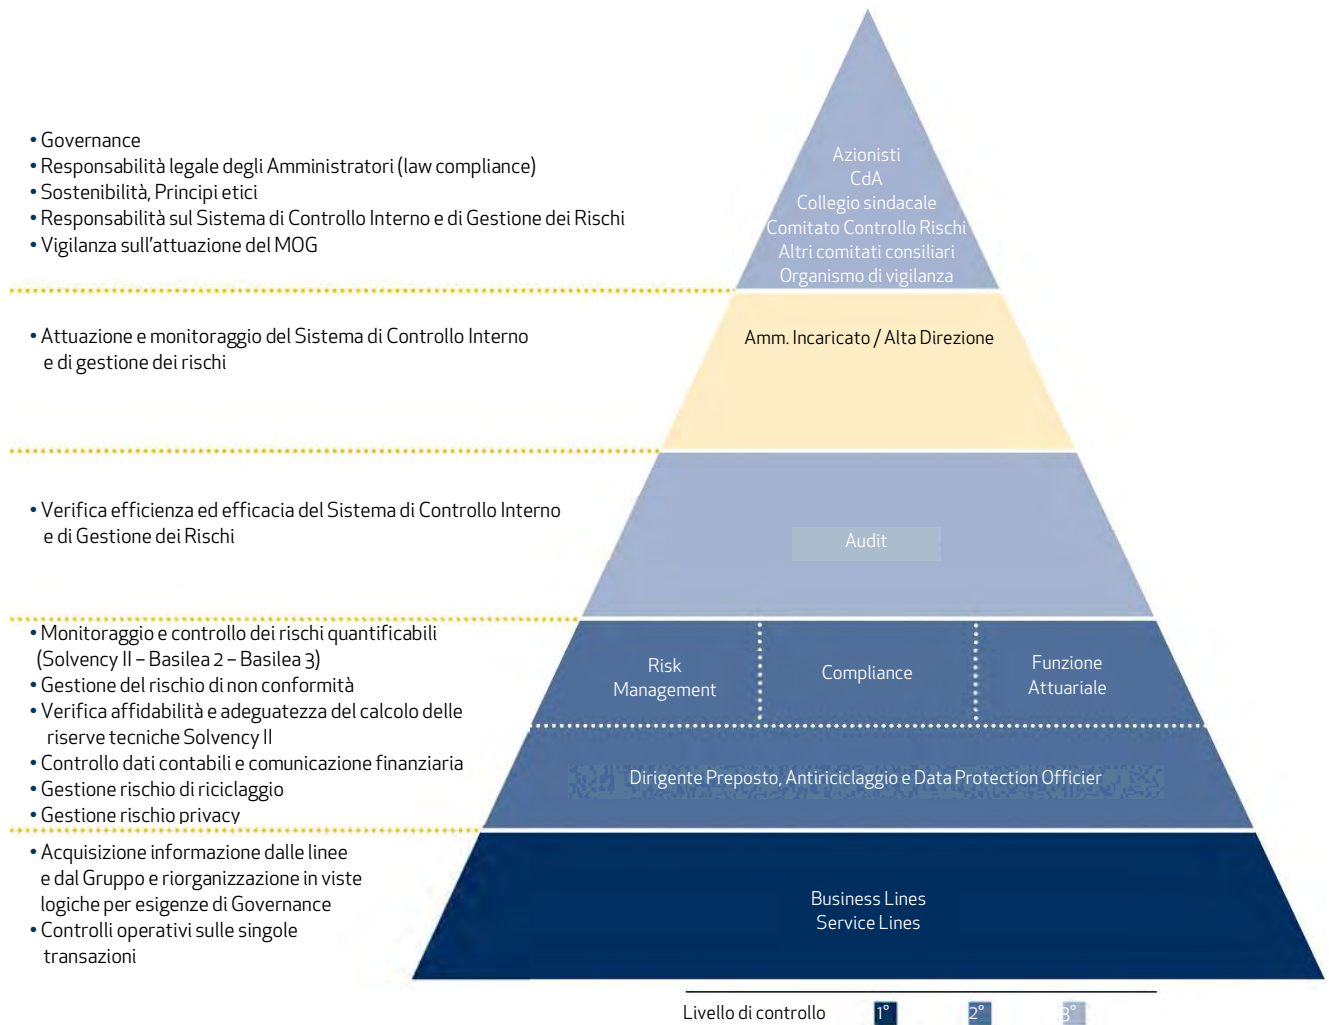 • Governance
• Responsabilità legale degli Amministratori (law compliance)
• Sostenibilità, Principi etici
• Responsabilità sul Sistema di Controllo Interno e di Gestione dei Rischi
• Vigilanza sull'attuazione del MOG
Azionisti
CdA
Collegio sindacale
Comitato Controllo Rischi
Altri comitati consiliari
Organismo di vigilanza
• Attuazione e monitoraggio del Sistema di Controllo Interno
e di gestione dei rischi
Amm. Incaricato / Alta Direzione
• Verifica efficienza ed efficacia del Sistema di Controllo Interno
e di Gestione dei Rischi
Audit
• Monitoraggio e controllo dei rischi quantificabili
(Solvency II – Basilea 2 – Basilea 3)
• Gestione del rischio di non conformità
• Verifica affidabilità e adeguatezza del calcolo delle
riserve tecniche Solvency II
• Controllo dati contabili e comunicazione finanziaria
• Gestione rischio di riciclaggio
• Gestione rischio privacy
Risk
Management
Compliance
Funzione
Attuariale
Dirigente Preposto, Antiriciclaggio e Data Protection Officier
• Acquisizione informazione dalle linee
e dal Gruppo e riorganizzazione in viste
logiche per esigenze di Governance
• Controlli operativi sulle singole
transazioni
Business Lines
Service Lines
Livello di controllo 1° 2° 3°